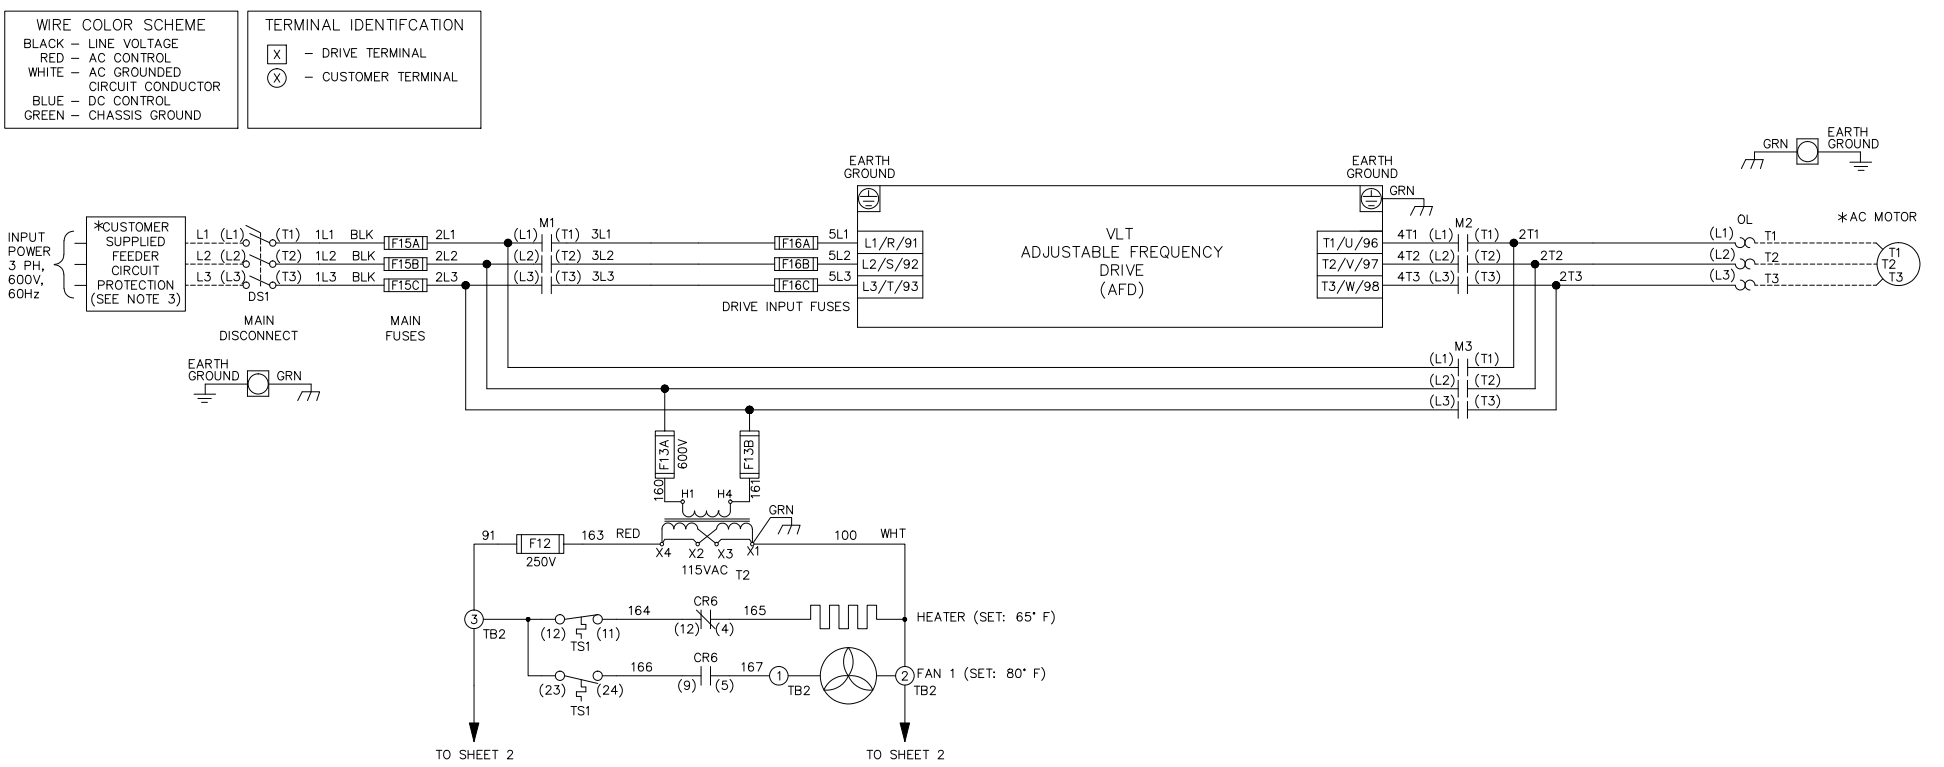 WIRE COLOR SCHEME
BLACK – LINE VOLTAGE
RED – AC CONTROL
WHITE – AC GROUNDED
CIRCUIT CONDUCTOR
BLUE – DC CONTROL
GREEN – CHASSIS GROUND
TERMINAL IDENTIFCATION
X – DRIVE TERMINAL
X – CUSTOMER TERMINAL
GRN
EARTH
GROUND
EARTH
GROUND
EARTH
GROUND
GRN
INPUT
POWER
3 PH,
600V,
60Hz
*CUSTOMER
SUPPLIED
FEEDER
CIRCUIT
PROTECTION
(SEE NOTE 3)
L1 (L1) (T1) 1L1 BLK F15A 2L1 (L1) M1 (T1) 3L1 F16A 5L1 L1/R/91
L2 (L2) (T2) 1L2 BLK F15B 2L2 (L2) (T2) 3L2 F16B 5L2 L2/S/92
L3 (L3) (T3) 1L3 BLK F15C 2L3 (L3) (T3) 3L3 F16C 5L3 L3/T/93
DS1
MAIN
DISCONNECT
MAIN
FUSES
DRIVE INPUT FUSES
VLT
ADJUSTABLE FREQUENCY
DRIVE
(AFD)
T1/U/96 4T1 (L1) M2 (T1) 2T1 (L1) OL T1
T2/V/97 4T2 (L2) (T2) 2T2 (L2) T2
T3/W/98 4T3 (L3) (T3) 2T3 (L3) T3
*AC MOTOR
T1
T2
T3
EARTH
GROUND
GRN
M3
(L1) (T1)
(L2) (T2)
(L3) (T3)
F13A
600V
F13B
160
161
H1 H4
GRN
91 F12 163 RED
250V
X4 X2 X3 X1
100 WHT
115VAC T2
3
TB2
(12) (11)
TS1
164
CR6
(12) (4)
165
HEATER (SET: 65° F)
(23) (24)
TS1
166
CR6
(9) (5)
167
1
TB2
2
TB2
FAN 1 (SET: 80° F)
TO SHEET 2
TO SHEET 2